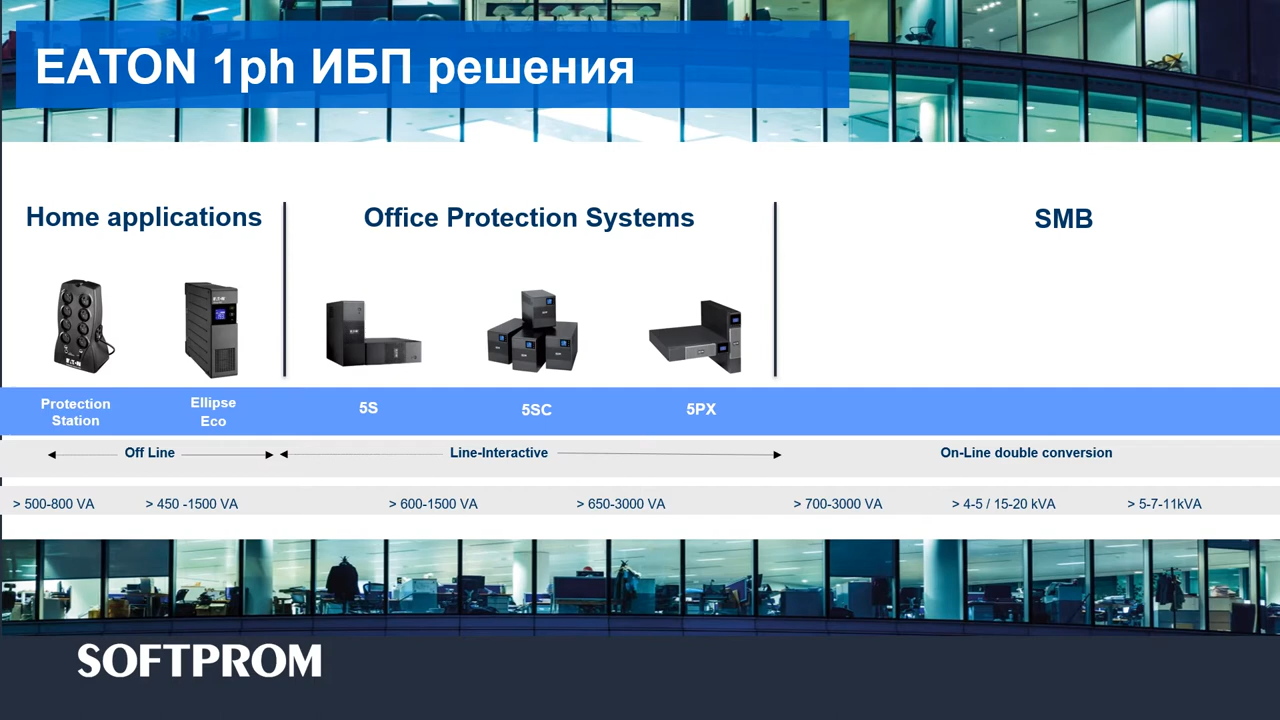 EATON 1ph ИБП решения
Home applications
Office Protection Systems
SMB
Protection
Station
Ellipse
Eco
5S
5SC
5PX
Off Line
Line-Interactive
On-Line double conversion
> 500-800 VA
> 450 -1500 VA
> 600-1500 VA
> 650-3000 VA
> 700-3000 VA
> 4-5 / 15-20 kVA
> 5-7-11kVA
SOFTPROM